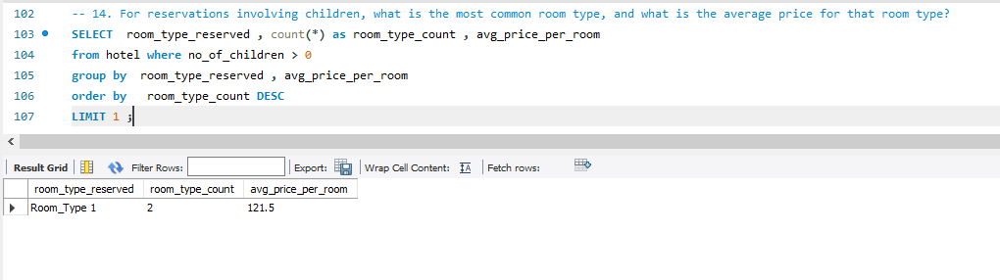 102 -- 14. For reservations involving children, what is the most common room type, and what is the average price for that room type?
103 SELECT room_type_reserved , count(*) as room_type_count , avg_price_per_room
104 from hotel where no_of_children > 0
105 group by room_type_reserved , avg_price_per_room
106 order by room_type_count DESC
107 LIMIT 1 ;
Result Grid Filter Rows: Export: Wrap Cell Content: IA Fetch rows:
room_type_reserved room_type_count avg_price_per_room
Room_Type 1 2 121.5